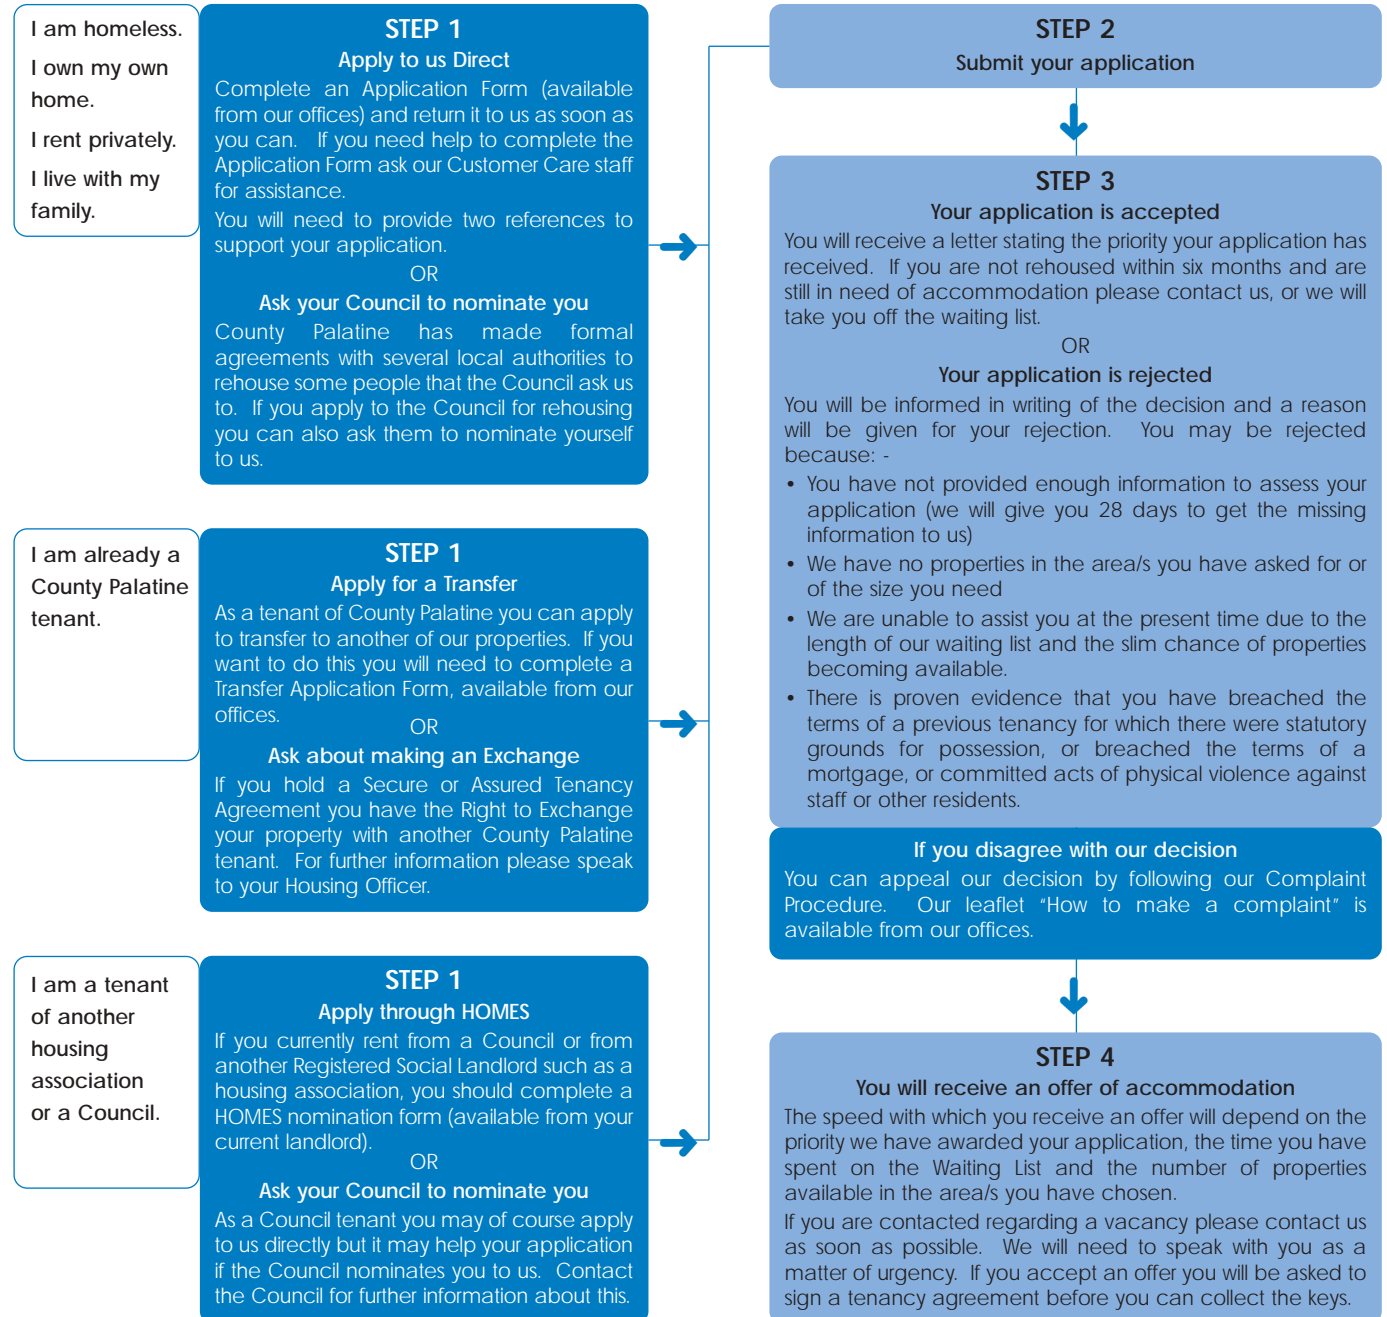 I am homeless.
I own my own
home.
I rent privately.
I live with my
family.
STEP 1
Apply to us Direct
Complete an Application Form (available
from our offices) and return it to us as soon as
you can. If you need help to complete the
Application Form ask our Customer Care staff
for assistance.
You will need to provide two references to
support your application.
OR
Ask your Council to nominate you
County Palatine has made formal
agreements with several local authorities to
rehouse some people that the Council ask us
to. If you apply to the Council for rehousing
you can also ask them to nominate yourself
to us.
I am already a
County Palatine
tenant.
STEP 1
Apply for a Transfer
As a tenant of County Palatine you can apply
to transfer to another of our properties. If you
want to do this you will need to complete a
Transfer Application Form, available from our
offices.
OR
Ask about making an Exchange
If you hold a Secure or Assured Tenancy
Agreement you have the Right to Exchange
your property with another County Palatine
tenant. For further information please speak
to your Housing Officer.
I am a tenant
of another
housing
association
or a Council.
STEP 1
Apply through HOMES
If you currently rent from a Council or from
another Registered Social Landlord such as a
housing association, you should complete a
HOMES nomination form (available from your
current landlord).
OR
Ask your Council to nominate you
As a Council tenant you may of course apply
to us directly but it may help your application
if the Council nominates you to us. Contact
the Council for further information about this.
STEP 2
Submit your application
STEP 3
Your application is accepted
You will receive a letter stating the priority your application has
received. If you are not rehoused within six months and are
still in need of accommodation please contact us, or we will
take you off the waiting list.
OR
Your application is rejected
You will be informed in writing of the decision and a reason
will be given for your rejection. You may be rejected
because: -
• You have not provided enough information to assess your
application (we will give you 28 days to get the missing
information to us)
• We have no properties in the area/s you have asked for or
of the size you need
• We are unable to assist you at the present time due to the
length of our waiting list and the slim chance of properties
becoming available.
• There is proven evidence that you have breached the
terms of a previous tenancy for which there were statutory
grounds for possession, or breached the terms of a
mortgage, or committed acts of physical violence against
staff or other residents.
If you disagree with our decision
You can appeal our decision by following our Complaint
Procedure. Our leaflet "How to make a complaint" is
available from our offices.
STEP 4
You will receive an offer of accommodation
The speed with which you receive an offer will depend on the
priority we have awarded your application, the time you have
spent on the Waiting List and the number of properties
available in the area/s you have chosen.
If you are contacted regarding a vacancy please contact us
as soon as possible. We will need to speak with you as a
matter of urgency. If you accept an offer you will be asked to
sign a tenancy agreement before you can collect the keys.